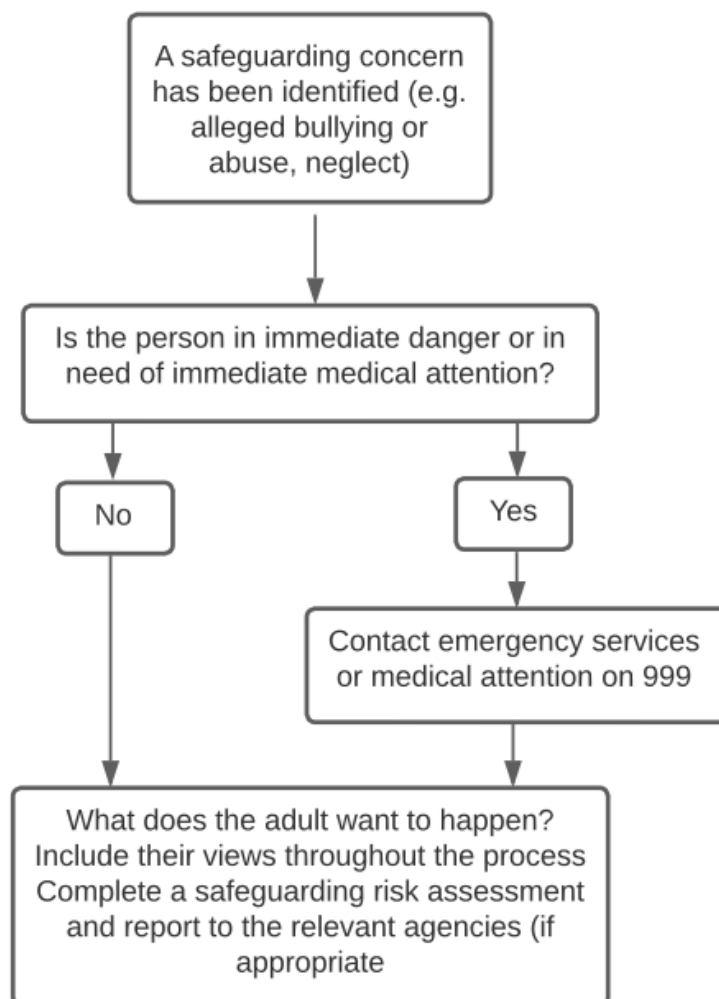 A safeguarding concern
has been identified (e.g.
alleged bullying or
abuse, neglect)
Is the person in immediate danger or in
need of immediate medical attention?
No
Yes
Contact emergency services
or medical attention on 999
What does the adult want to happen?
Include their views throughout the process
Complete a safeguarding risk assessment
and report to the relevant agencies (if
appropriate